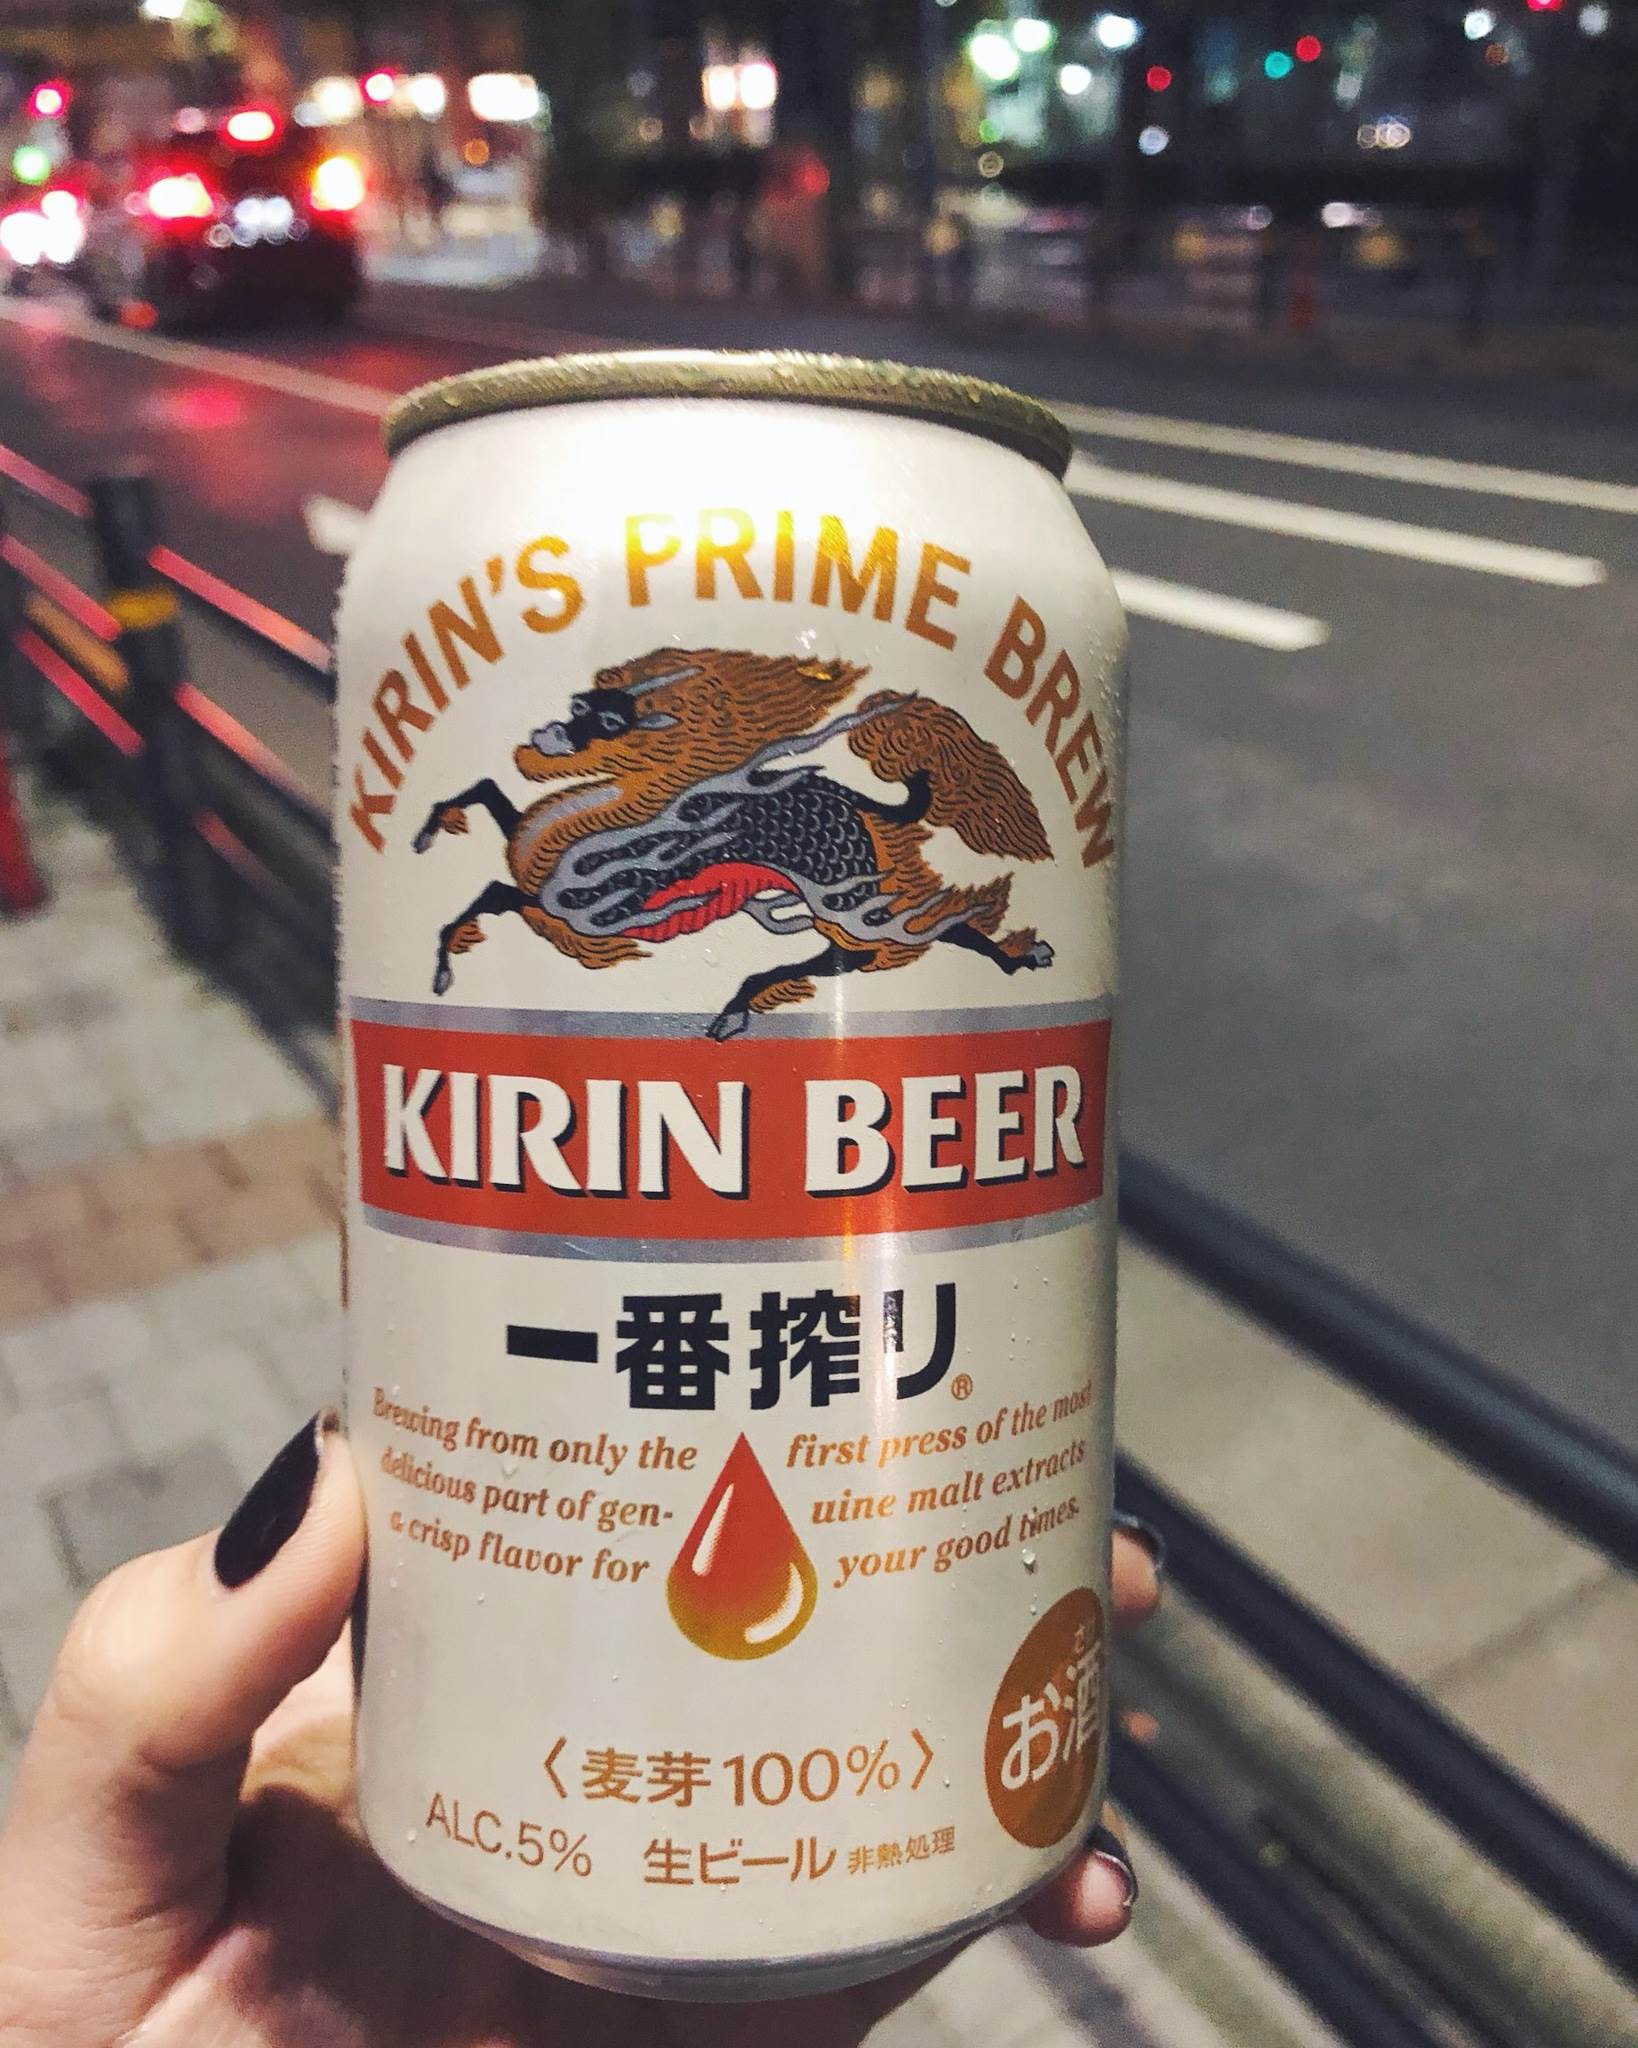 KIRIN'S PRIME BREW
KIRIN BEER
一番搾り®
Brewing from only the first press of the most
delicious part of gen- uine malt extracts
a crisp flavor for your good times.
さけ
お酒
〈麦芽100%〉
ALC.5% 生ビール 非熱処理